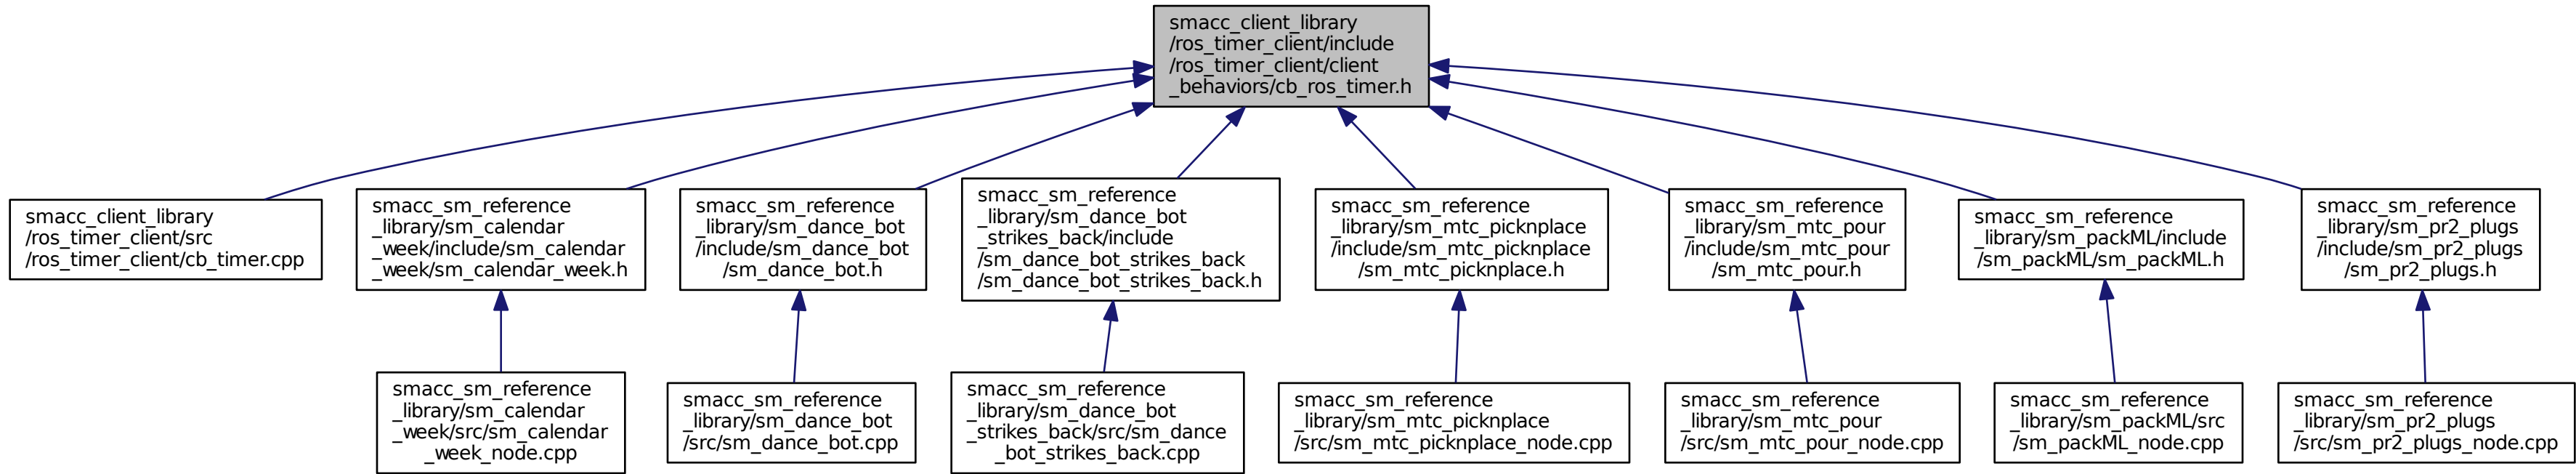 smacc_client_library
/ros_timer_client/include
/ros_timer_client/client
_behaviors/cb_ros_timer.h
smacc_client_library
/ros_timer_client/src
/ros_timer_client/cb_timer.cpp
smacc_sm_reference
_library/sm_calendar
_week/include/sm_calendar
_week/sm_calendar_week.h
smacc_sm_reference
_library/sm_dance_bot
/include/sm_dance_bot
/sm_dance_bot.h
smacc_sm_reference
_library/sm_dance_bot
_strikes_back/include
/sm_dance_bot_strikes_back
/sm_dance_bot_strikes_back.h
smacc_sm_reference
_library/sm_mtc_picknplace
/include/sm_mtc_picknplace
/sm_mtc_picknplace.h
smacc_sm_reference
_library/sm_mtc_pour
/include/sm_mtc_pour
/sm_mtc_pour.h
smacc_sm_reference
_library/sm_packML/include
/sm_packML/sm_packML.h
smacc_sm_reference
_library/sm_pr2_plugs
/include/sm_pr2_plugs
/sm_pr2_plugs.h
smacc_sm_reference
_library/sm_calendar
_week/src/sm_calendar
_week_node.cpp
smacc_sm_reference
_library/sm_dance_bot
/src/sm_dance_bot.cpp
smacc_sm_reference
_library/sm_dance_bot
_strikes_back/src/sm_dance
_bot_strikes_back.cpp
smacc_sm_reference
_library/sm_mtc_picknplace
/src/sm_mtc_picknplace_node.cpp
smacc_sm_reference
_library/sm_mtc_pour
/src/sm_mtc_pour_node.cpp
smacc_sm_reference
_library/sm_packML/src
/sm_packML_node.cpp
smacc_sm_reference
_library/sm_pr2_plugs
/src/sm_pr2_plugs_node.cpp